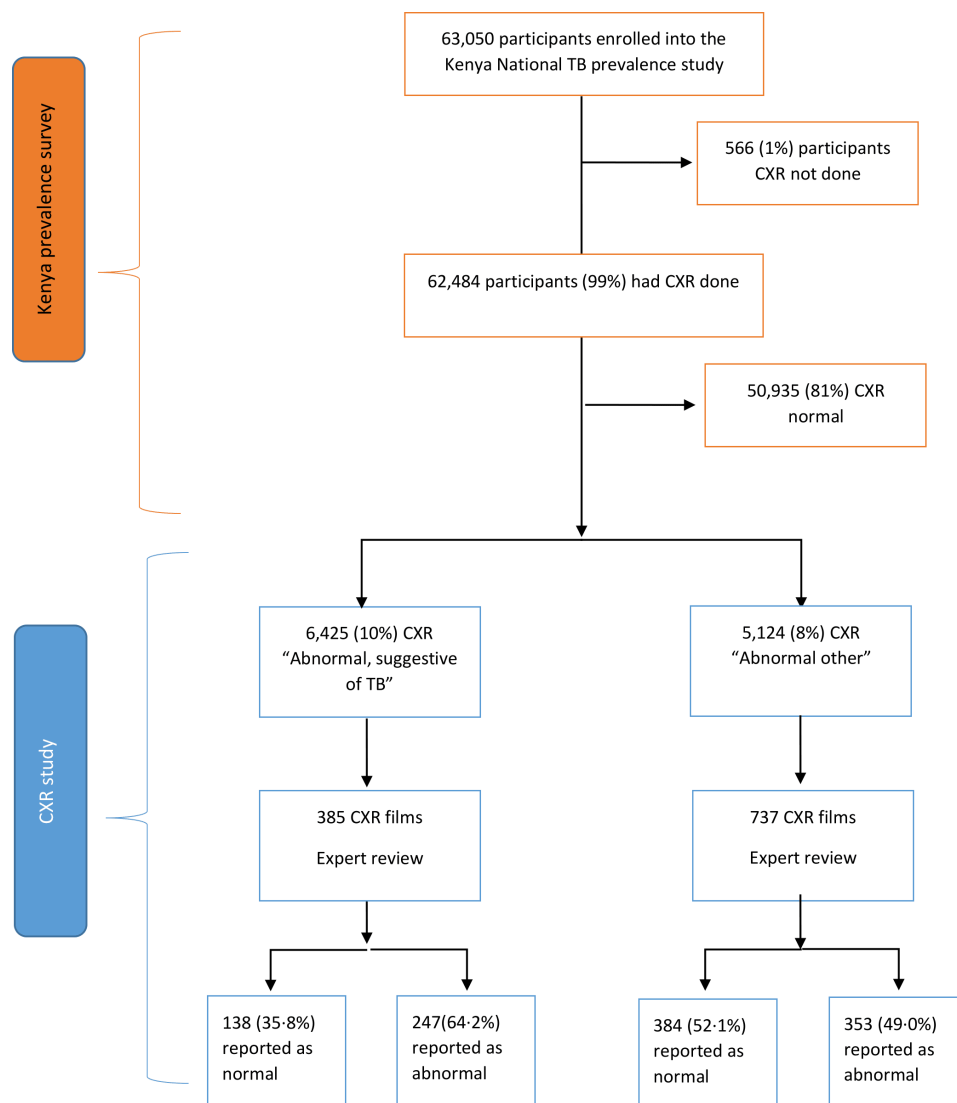 Kenya prevalence survey
63,050 participants enrolled into the
Kenya National TB prevalence study
566 (1%) participants
CXR not done
62,484 participants (99%) had CXR done
50,935 (81%) CXR
normal
CXR study
6,425 (10%) CXR
“Abnormal, suggestive
of TB”
5,124 (8%) CXR
“Abnormal other”
385 CXR films
Expert review
737 CXR films
Expert review
138 (35·8%)
reported as
normal
247(64·2%)
reported as
abnormal
384 (52·1%)
reported as
normal
353 (49·0%)
reported as
abnormal